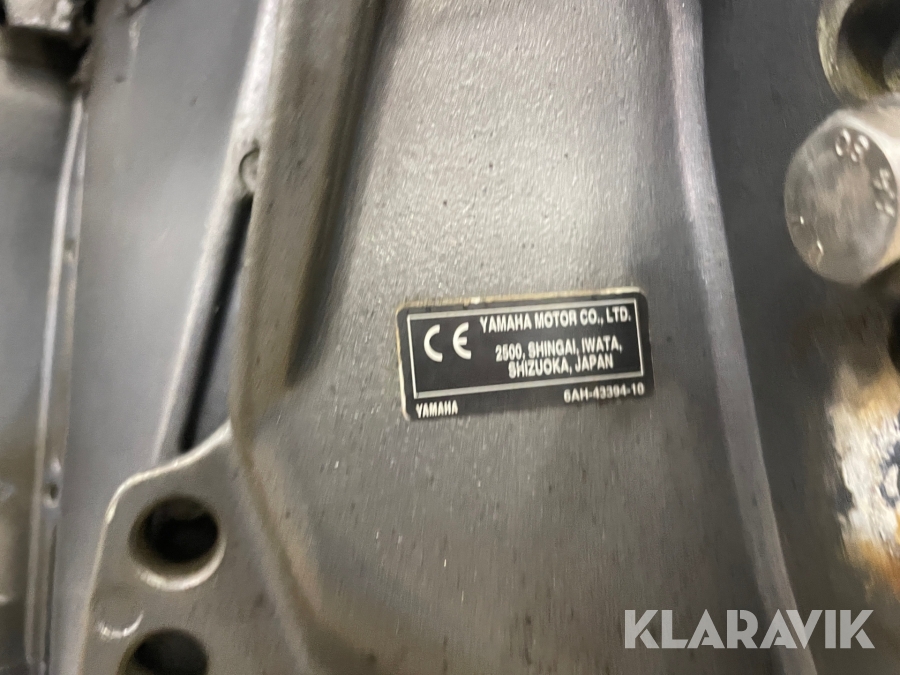 CE YAMAHA MOTOR CO., LTD.
2500, SHINGAI, IWATA,
SHIZUOKA, JAPAN
YAMAHA 6AH-43394-10
KLARAVIK